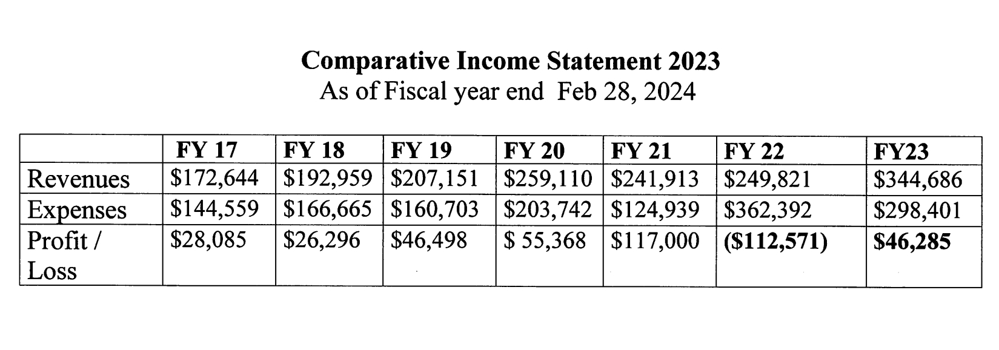 Comparative Income Statement 2023
As of Fiscal year end Feb 28, 2024
FY 17 FY 18 FY 19 FY 20 FY 21 FY 22 FY23
Revenues $172,644 $192,959 $207,151 $259,110 $241,913 $249,821 $344,686
Expenses $144,559 $166,665 $160,703 $203,742 $124,939 $362,392 $298,401
Profit / $28,085 $26,296 $46,498 $ 55,368 $117,000 ($112,571) $46,285
Loss